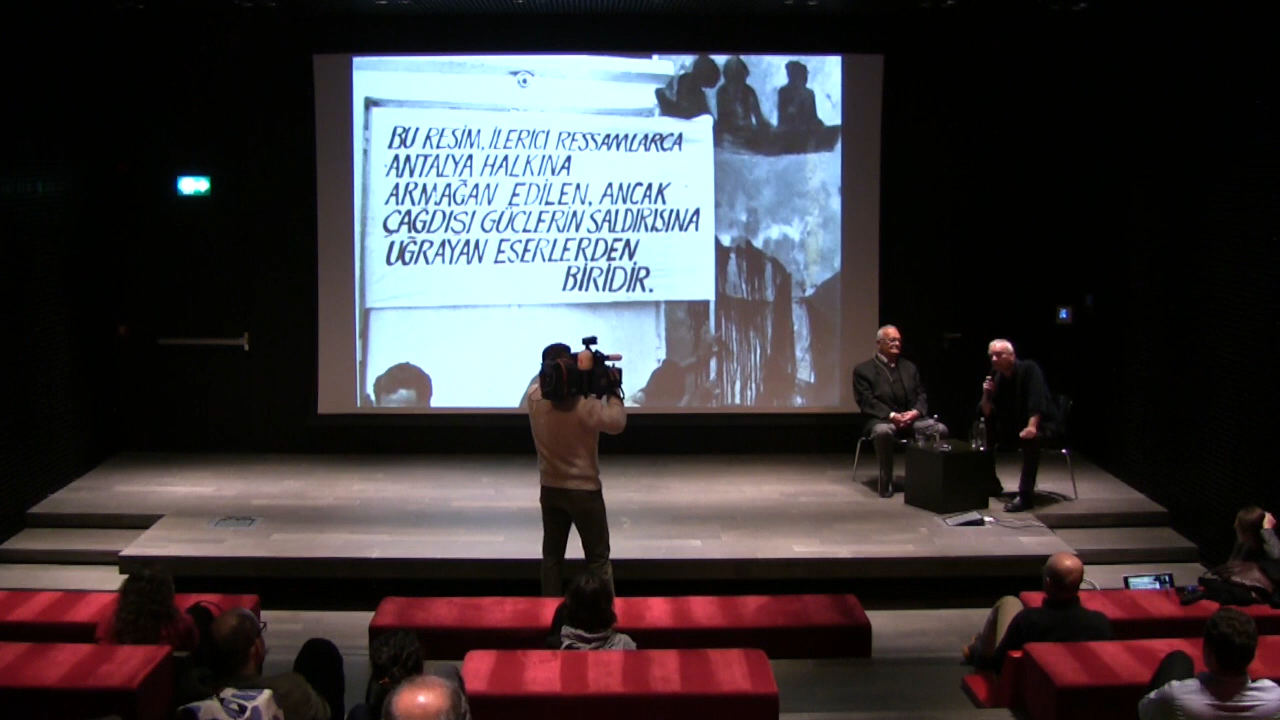 BU RESİM, İLERİCİ RESSAMLARCA
ANTALYA HALKINA
ARMAĞAN EDİLEN, ANCAK
ÇAĞDIŞI GÜÇLERİN SALDIRISINA
UĞRAYAN ESERLERDEN
BİRİDİR.